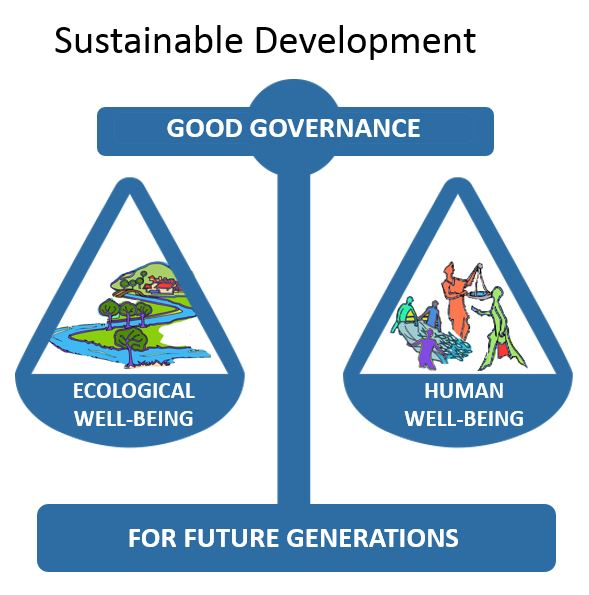 Sustainable Development
GOOD GOVERNANCE
ECOLOGICAL
WELL-BEING
HUMAN
WELL-BEING
FOR FUTURE GENERATIONS